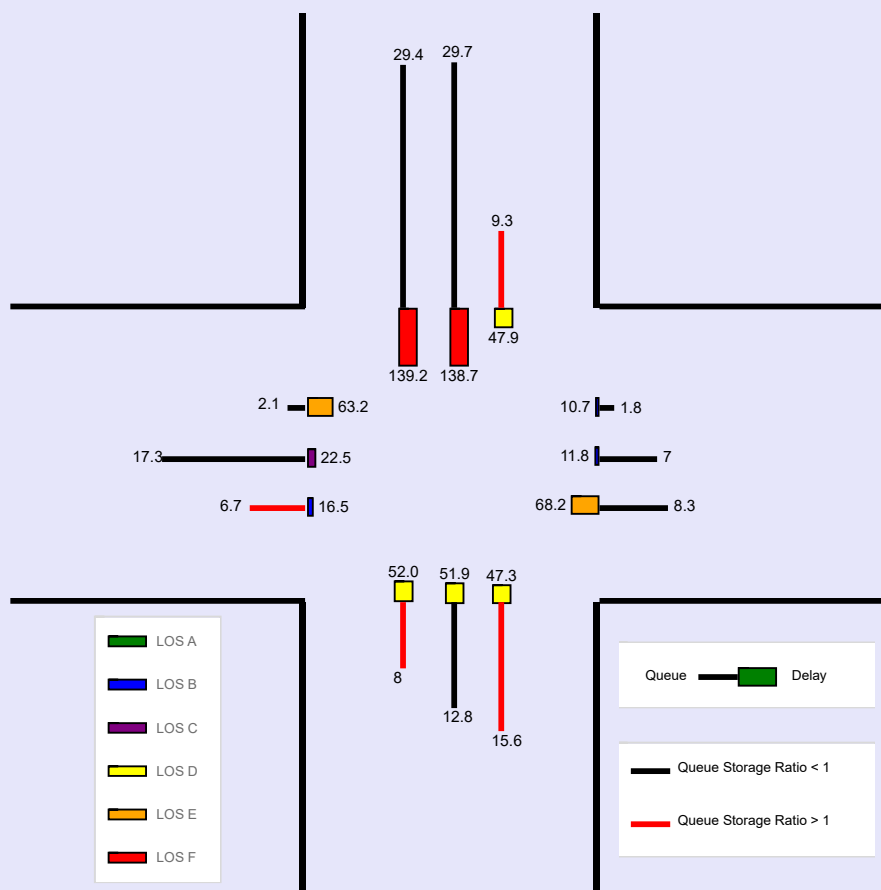 29.4
29.7
9.3
47.9
139.2
138.7
2.1
63.2
10.7
1.8
17.3
22.5
11.8
7
6.7
16.5
68.2
8.3
52.0
51.9
47.3
8
12.8
15.6
LOS A
LOS B
LOS C
LOS D
LOS E
LOS F
Queue
Delay
Queue Storage Ratio < 1
Queue Storage Ratio > 1